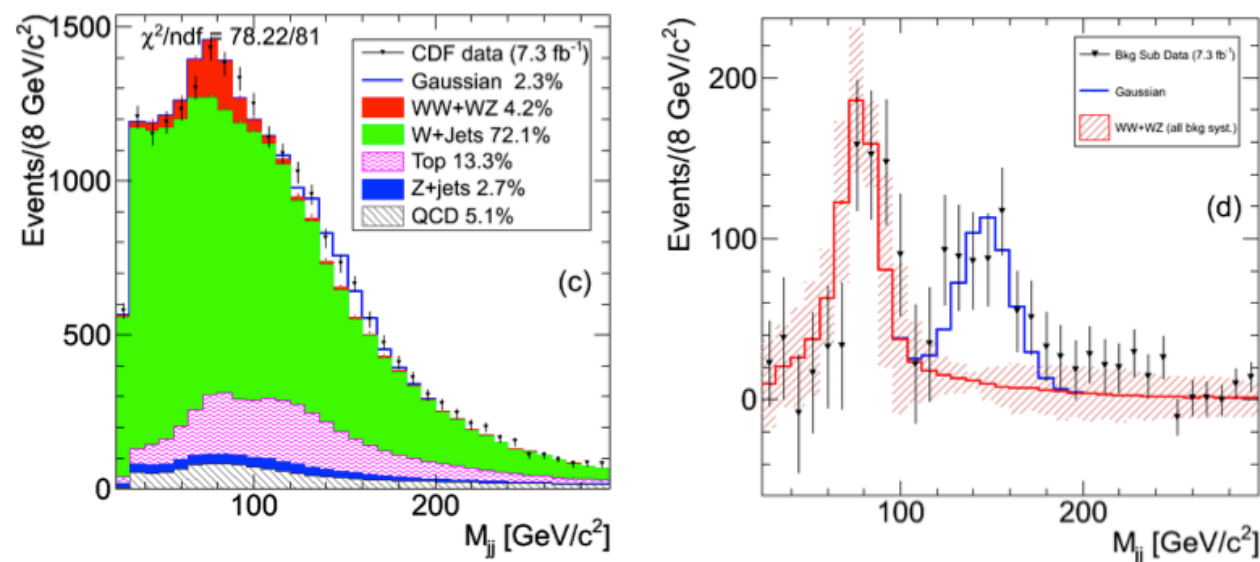 1500
χ²/ndf = 78.22/81
CDF data (7.3 fb⁻¹)
Gaussian 2.3%
WW+WZ 4.2%
W+Jets 72.1%
Top 13.3%
Z+jets 2.7%
QCD 5.1%
(c)
Events/(8 GeV/c²)
1000
500
0
100
200
M_jj [GeV/c²]
Bkg Sub Data (7.3 fb⁻¹)
Gaussian
WW+WZ (all bkg syst.)
(d)
Events/(8 GeV/c²)
200
100
0
100
200
M_jj [GeV/c²]